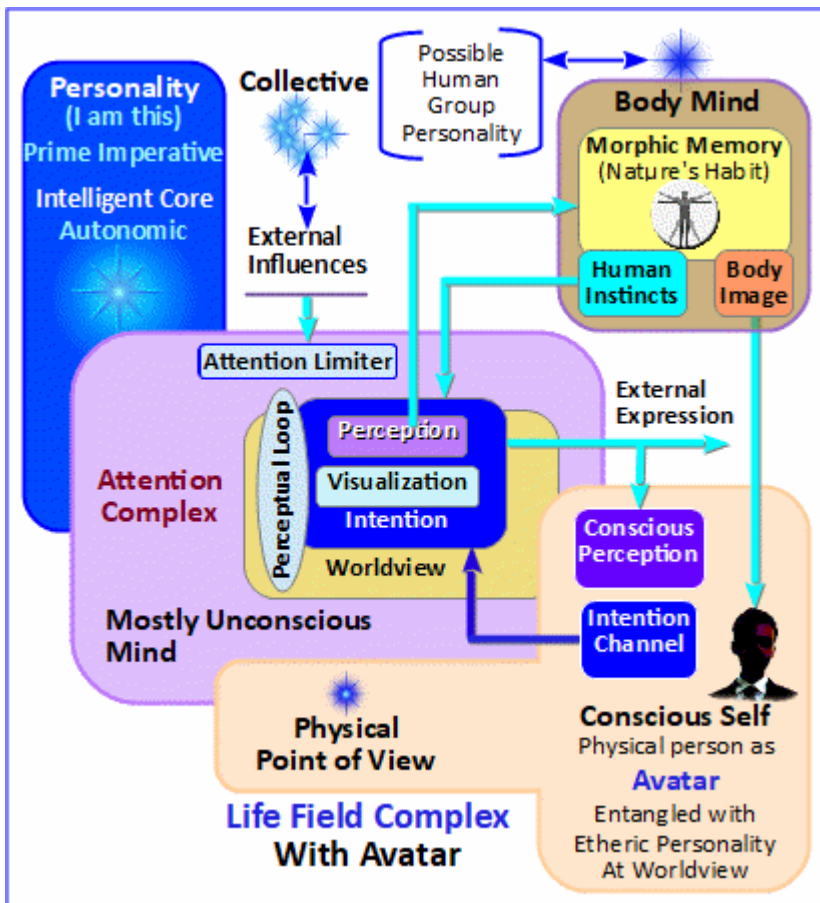 Personality
(I am this)
Prime Imperative
Intelligent Core
Autonomic
Collective
External
Influences
Possible
Human
Group
Personality
Body Mind
Morphic Memory
(Nature's Habit)
Human
Instincts
Body
Image
Attention Limiter
Perceptual Loop
Perception
Visualization
Intention
Worldview
Attention
Complex
Mostly Unconscious
Mind
External
Expression
Conscious
Perception
Intention
Channel
Physical
Point of View
Conscious Self
Physical person as
Avatar
Entangled with
Etheric Personality
At Worldview
Life Field Complex
With Avatar